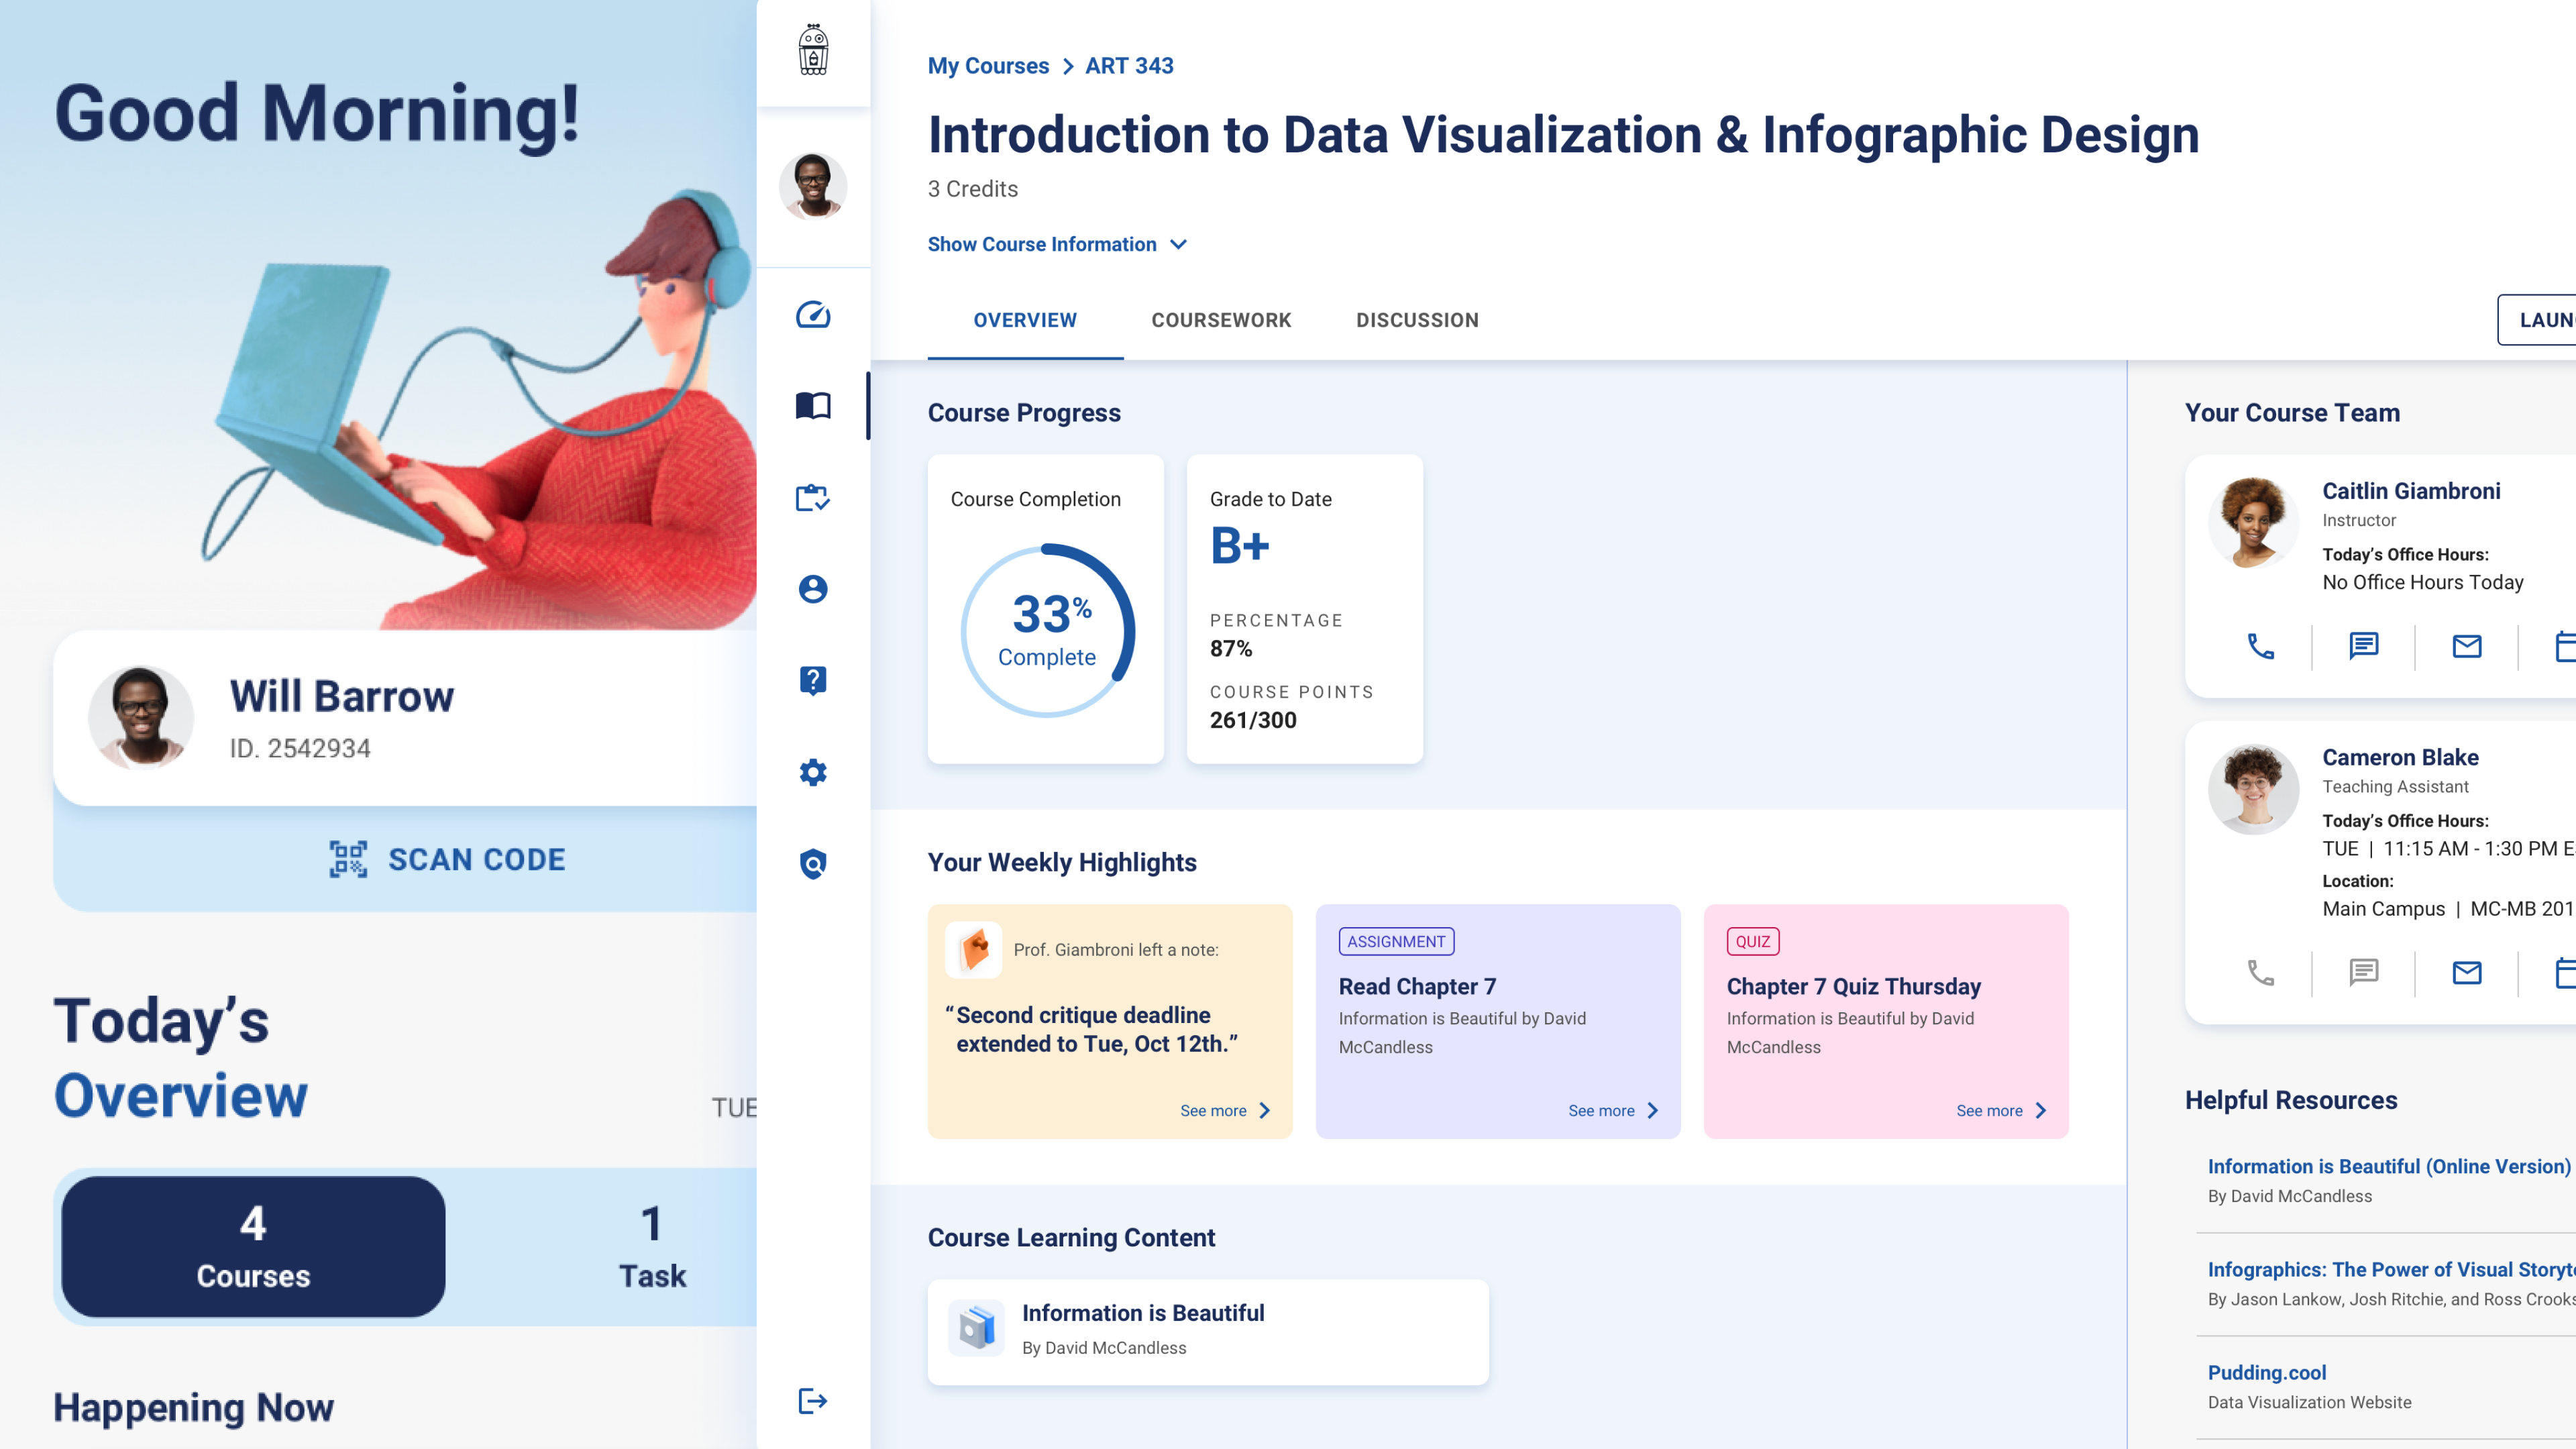 Good Morning!
Will Barrow
ID. 2542934
SCAN CODE
Today's
Overview
TUE
4
Courses
1
Task
Happening Now
My Courses > ART 343
Introduction to Data Visualization & Infographic Design
3 Credits
Show Course Information
OVERVIEW
COURSEWORK
DISCUSSION
Course Progress
Course Completion
33%
Complete
Grade to Date
B+
PERCENTAGE
87%
COURSE POINTS
261/300
Your Weekly Highlights
Prof. Giambroni left a note:
“Second critique deadline
extended to Tue, Oct 12th.”
See more
ASSIGNMENT
Read Chapter 7
Information is Beautiful by David
McCandless
See more
QUIZ
Chapter 7 Quiz Thursday
Information is Beautiful by David
McCandless
See more
Course Learning Content
Information is Beautiful
By David McCandless
Your Course Team
Caitlin Giambroni
Instructor
Today’s Office Hours:
No Office Hours Today
Cameron Blake
Teaching Assistant
Today’s Office Hours:
TUE | 11:15 AM - 1:30 PM
Location:
Main Campus | MC-MB 201
Helpful Resources
Information is Beautiful (Online Version)
By David McCandless
Infographics: The Power of Visual
By Jason Lankow, Josh Ritchie, and Ross Crooks
Pudding.cool
Data Visualization Website